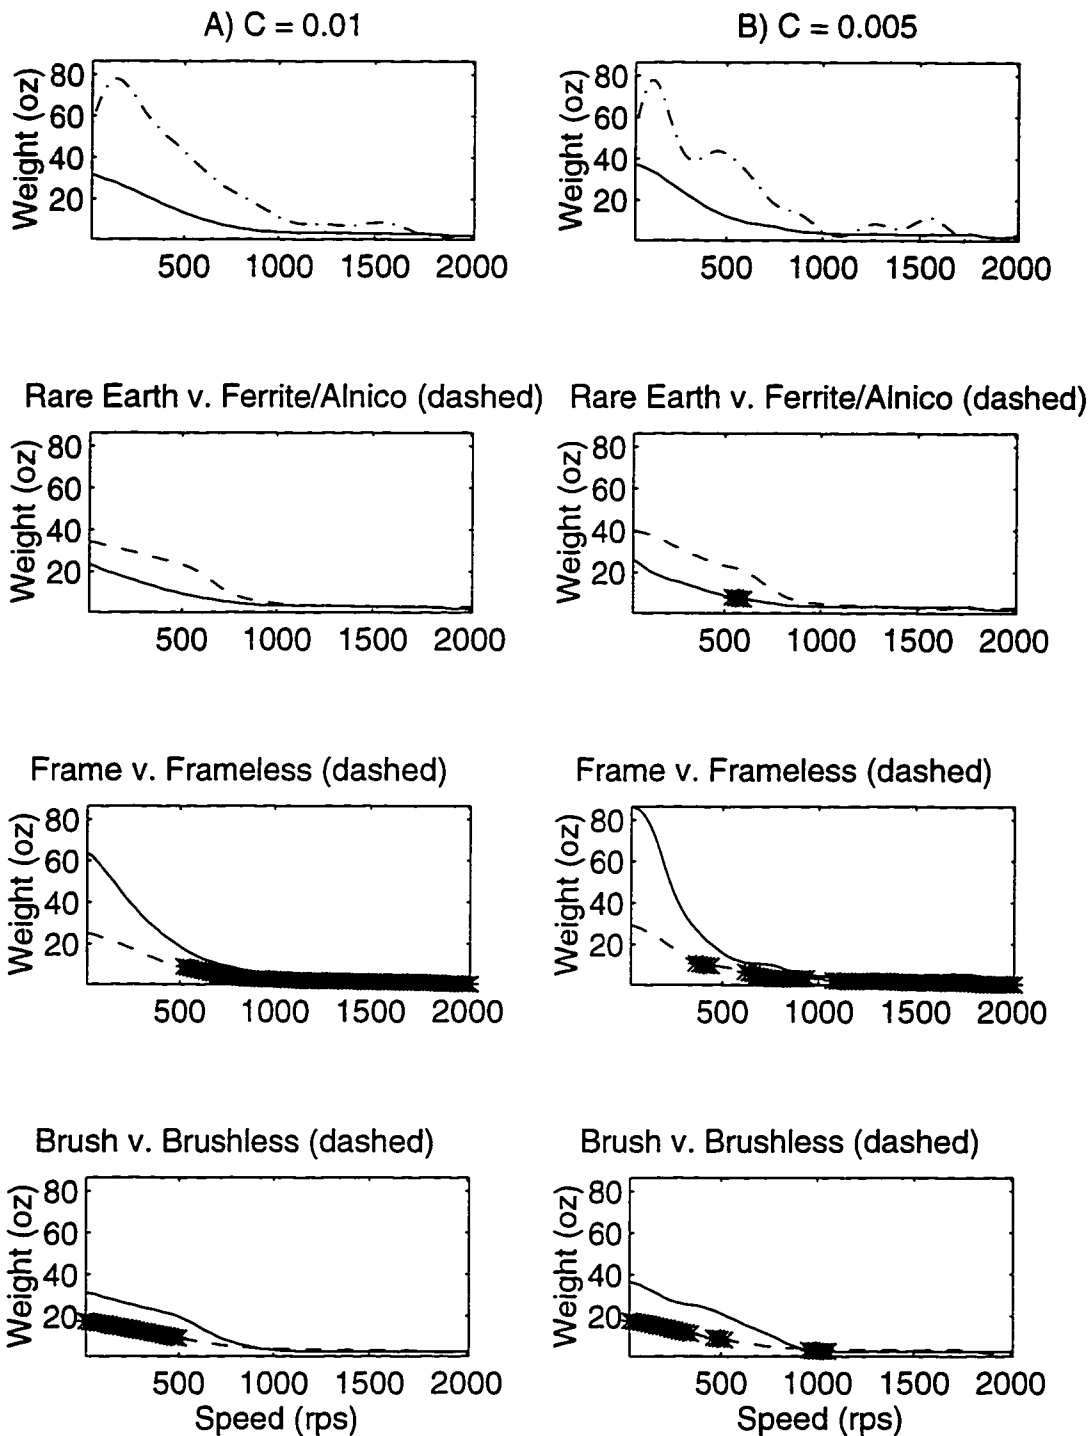 A) C = 0.01
B) C = 0.005
Weight (oz)
80
60
40
20
500 1000 1500 2000
Weight (oz)
80
60
40
20
500 1000 1500 2000
Rare Earth v. Ferrite/Alnico (dashed)
Rare Earth v. Ferrite/Alnico (dashed)
Weight (oz)
80
60
40
20
500 1000 1500 2000
Weight (oz)
80
60
40
20
500 1000 1500 2000
Frame v. Frameless (dashed)
Frame v. Frameless (dashed)
Weight (oz)
80
60
40
20
500 1000 1500 2000
Weight (oz)
80
60
40
20
500 1000 1500 2000
Brush v. Brushless (dashed)
Brush v. Brushless (dashed)
Weight (oz)
80
60
40
20
500 1000 1500 2000
Speed (rps)
Weight (oz)
80
60
40
20
500 1000 1500 2000
Speed (rps)